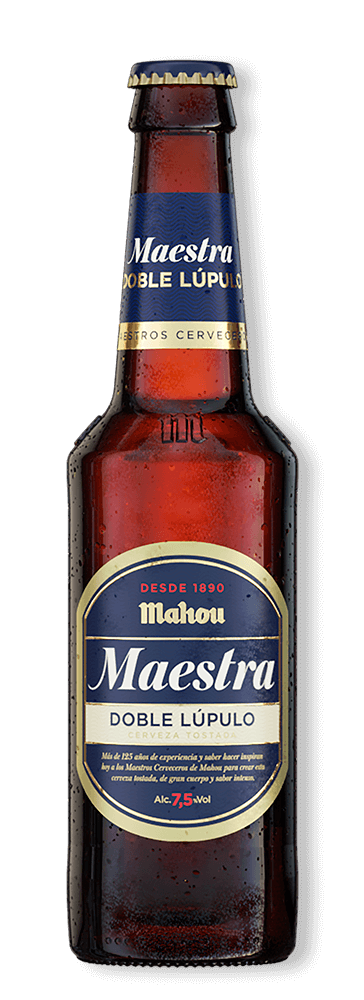 Maestra
DOBLE LÚPULO
MAESTROS CERVECEROS
DESDE 1890
Mahou
Maestra
DOBLE LÚPULO
CERVEZA TOSTADA
Más de 125 años de experiencia y saber hacer inspiran
hoy a los Maestros Cerveceros de Mahou para crear esta
cerveza tostada, de gran cuerpo y sabor intenso.
Alc. 7,5%Vol